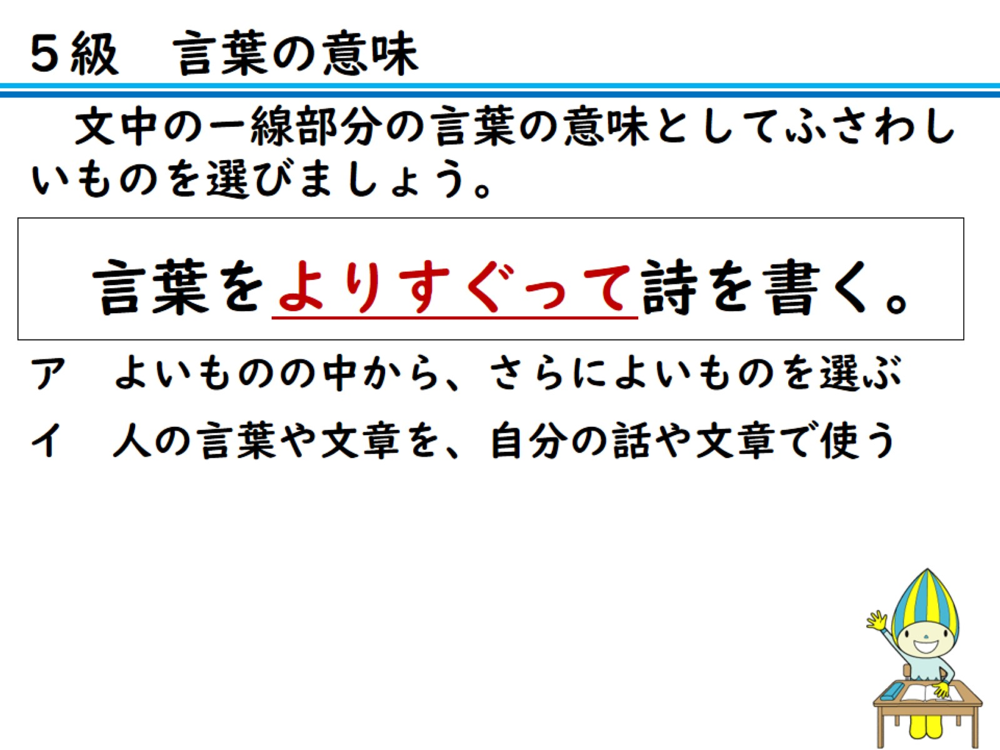 ５級　言葉の意味
文中の一線部分の言葉の意味としてふさわし
いものを選びましょう。
言葉をよりすぐって詩を書く。
ア　よいものの中から、さらによいものを選ぶ
イ　人の言葉や文章を、自分の話や文章で使う